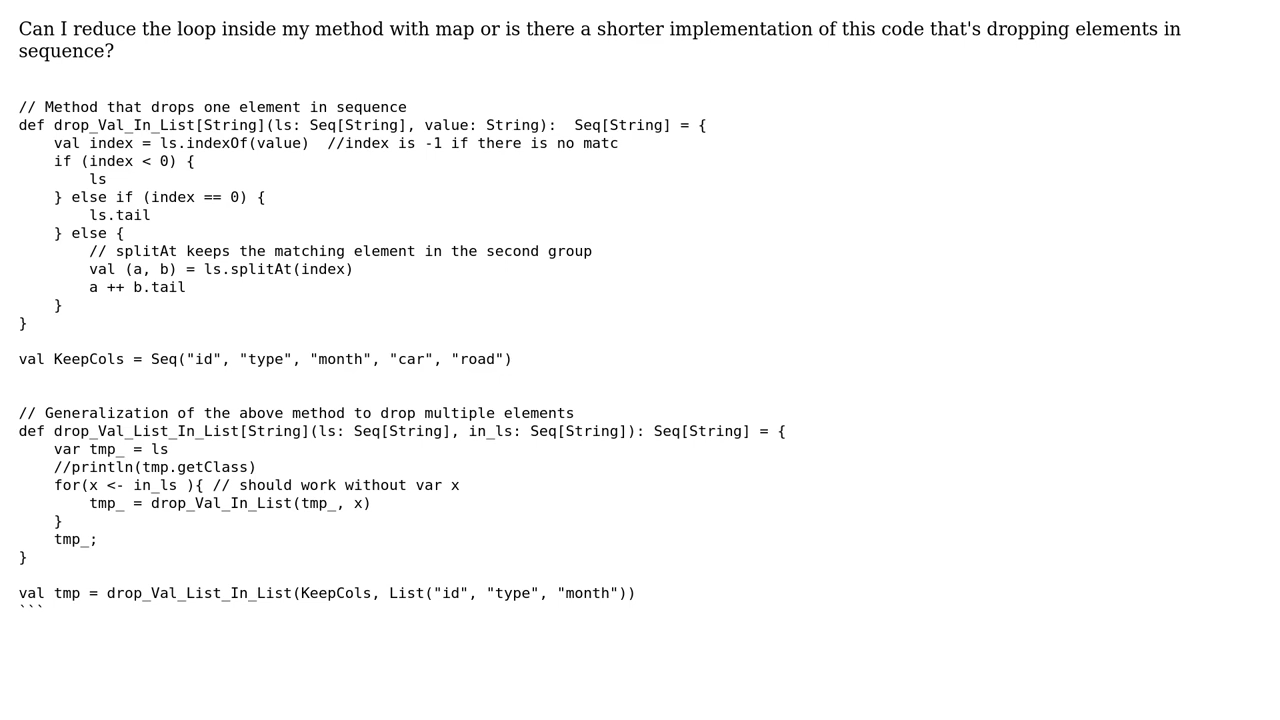 Can I reduce the loop inside my method with map or is there a shorter implementation of this code that's dropping elements in
sequence?
// Method that drops one element in sequence
def drop_Val_In_List[String](ls: Seq[String], value: String):  Seq[String] = {
    val index = ls.indexOf(value)  //index is -1 if there is no matc
    if (index < 0) {
        ls
    } else if (index == 0) {
        ls.tail
    } else {
        // splitAt keeps the matching element in the second group
        val (a, b) = ls.splitAt(index)
        a ++ b.tail
    }
}
val KeepCols = Seq("id", "type", "month", "car", "road")
// Generalization of the above method to drop multiple elements
def drop_Val_List_In_List[String](ls: Seq[String], in_ls: Seq[String]): Seq[String] = {
    var tmp_ = ls
    //println(tmp.getClass)
    for(x <- in_ls ){ // should work without var x
        tmp_ = drop_Val_In_List(tmp_, x)
    }
    tmp_;
}
val tmp = drop_Val_List_In_List(KeepCols, List("id", "type", "month"))
```